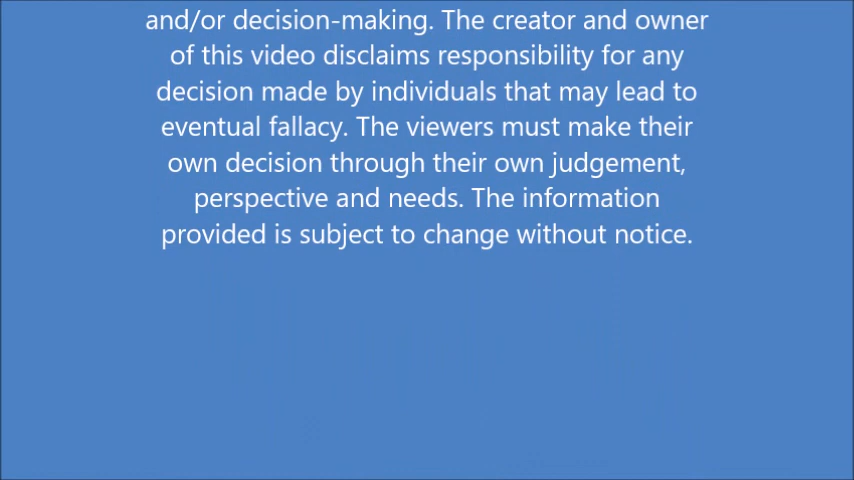 and/or decision-making. The creator and owner
of this video disclaims responsibility for any
decision made by individuals that may lead to
eventual fallacy. The viewers must make their
own decision through their own judgement,
perspective and needs. The information
provided is subject to change without notice.